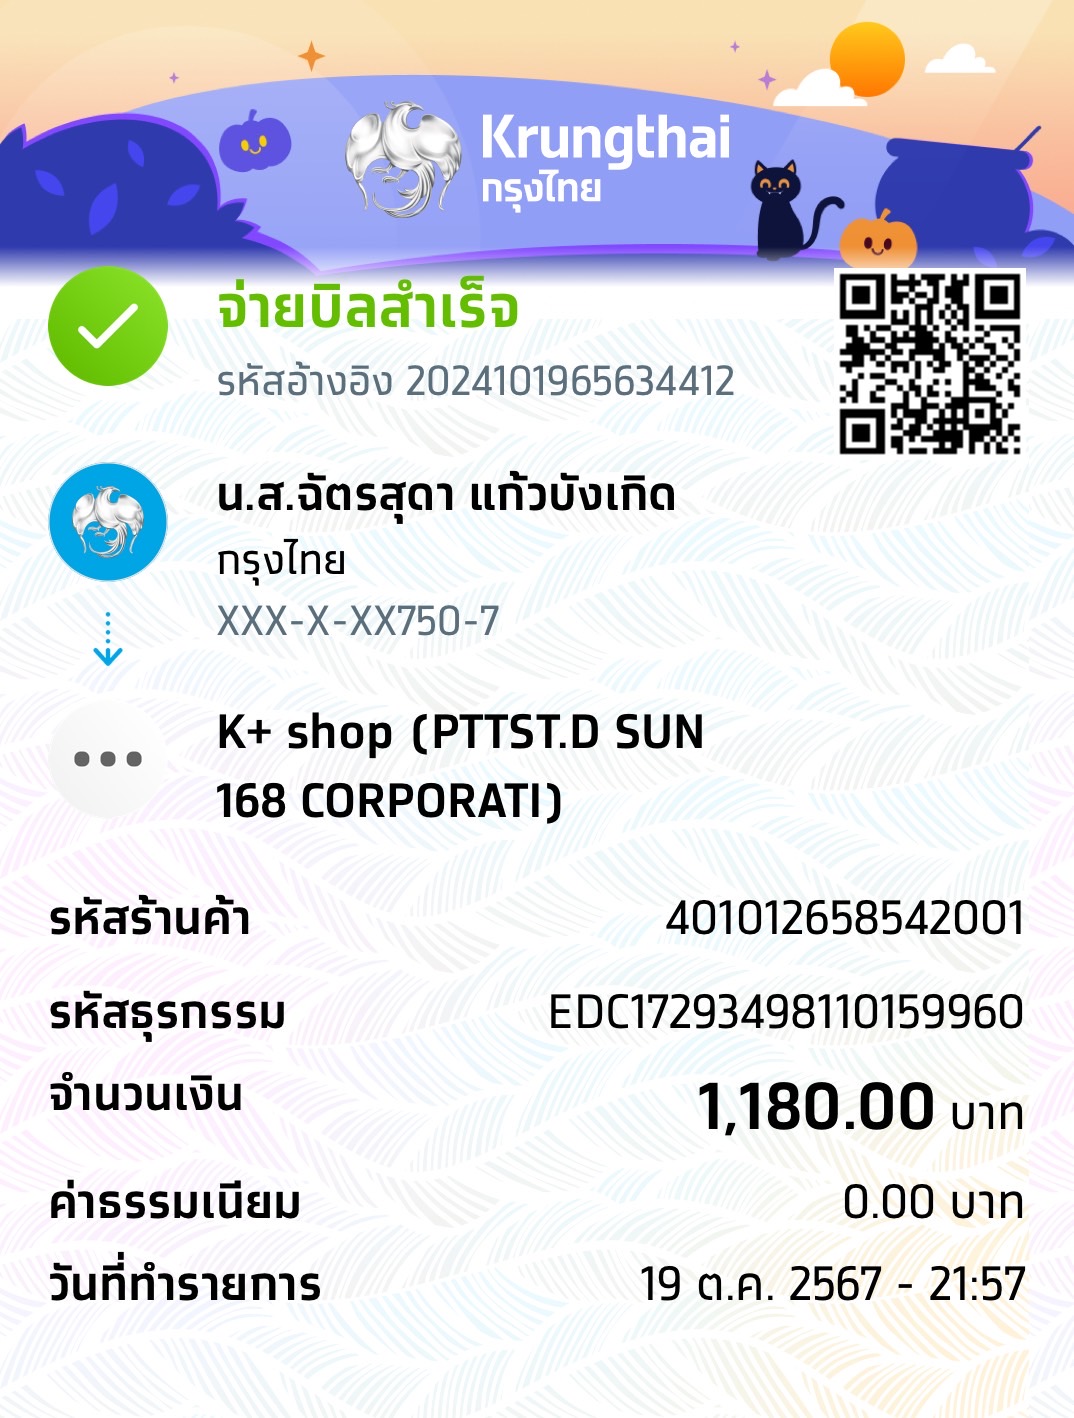 Krungthai
กรุงไทย
จ่ายบิลสำเร็จ
รหัสอ้างอิง 2024101965634412
น.ส.ฉัตรสุดา แก้วบังเกิด
กรุงไทย
XXX-X-XX750-7
K+ shop (PTTST.D SUN
168 CORPORATI)
รหัสร้านค้า 401012658542001
รหัสธุรกรรม EDC17293498110159960
จำนวนเงิน 1,180.00 บาท
ค่าธรรมเนียม 0.00 บาท
วันที่ทำรายการ 19 ต.ค. 2567 - 21:57